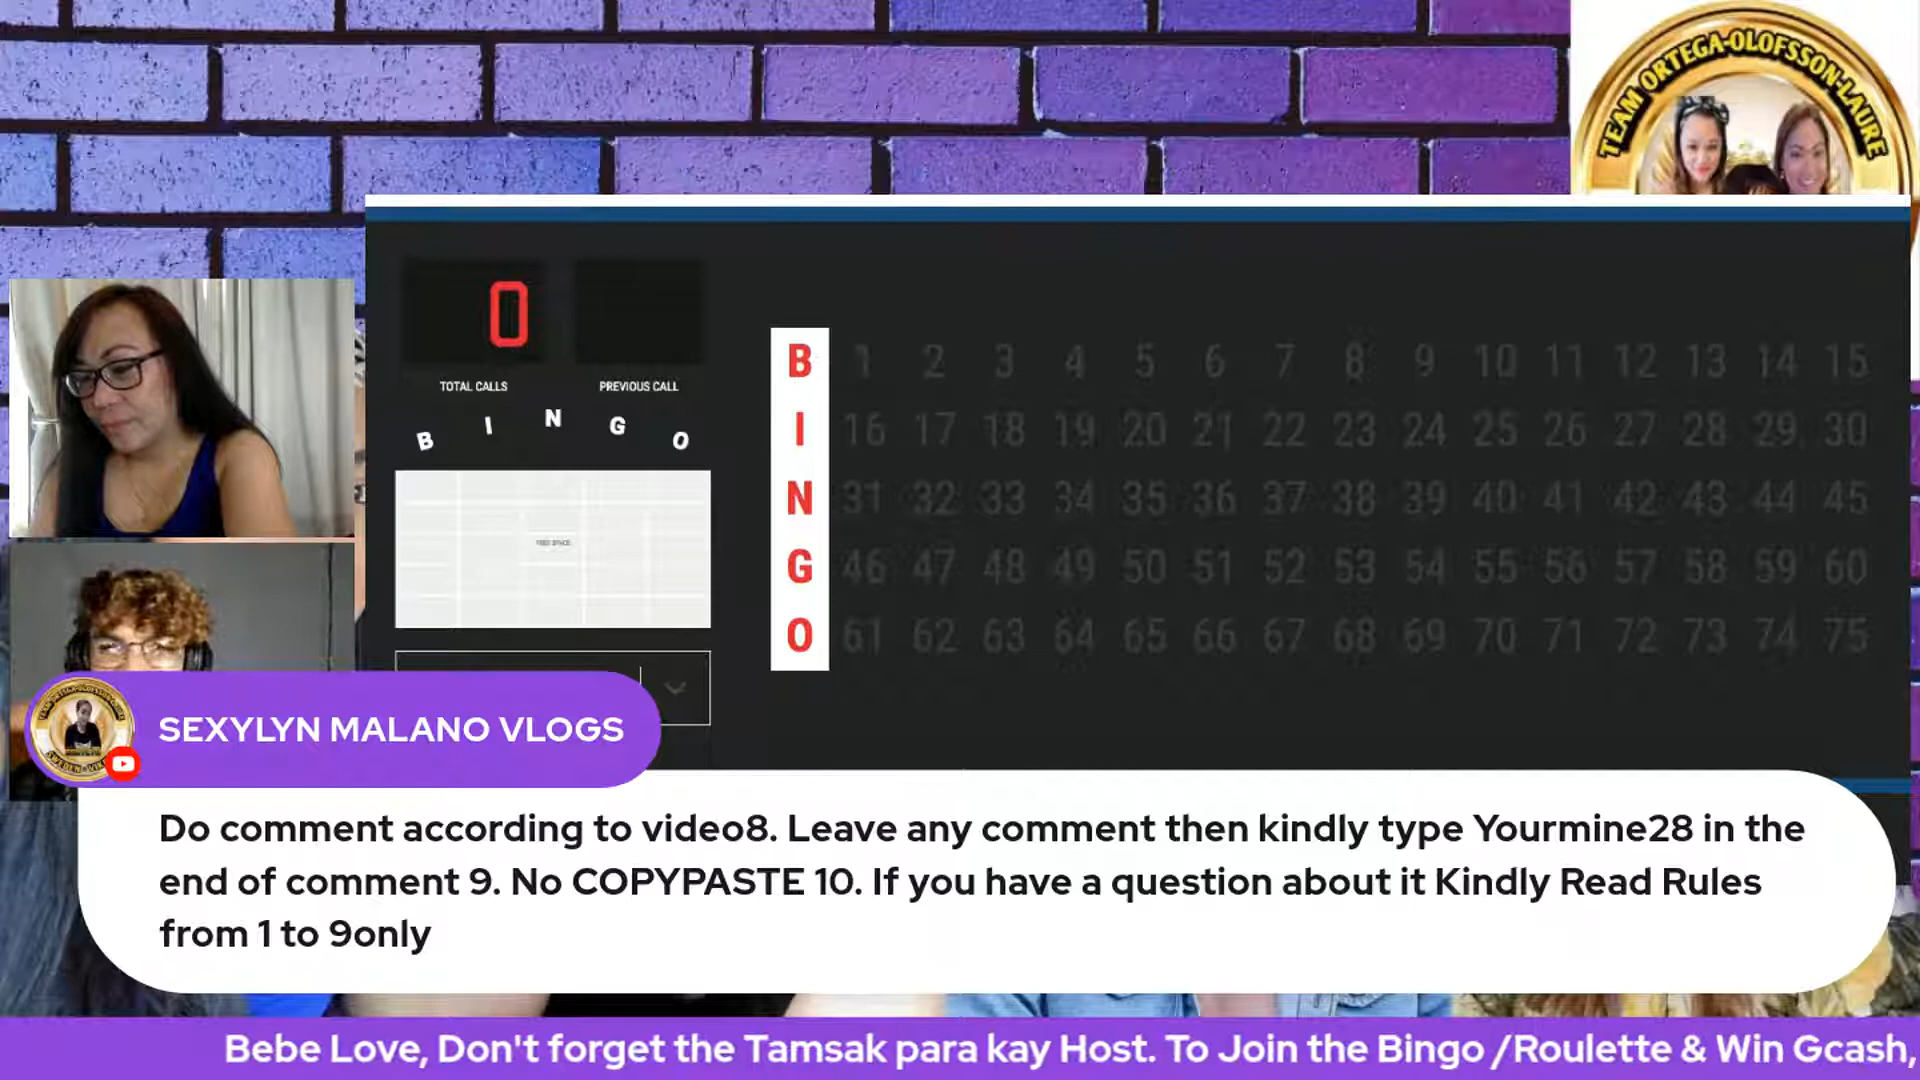 TEAM ORTEGA-OLOFSSON-LAURE
0
TOTAL CALLS
PREVIOUS CALL
B I N G O
FREE SPACE
B 1 2 3 4 5 6 7 8 9 10 11 12 13 14 15
I 16 17 18 19 20 21 22 23 24 25 26 27 28 29 30
N 31 32 33 34 35 36 37 38 39 40 41 42 43 44 45
G 46 47 48 49 50 51 52 53 54 55 56 57 58 59 60
O 61 62 63 64 65 66 67 68 69 70 71 72 73 74 75
SEXYLYN MALANO VLOGS
Do comment according to video8. Leave any comment then kindly type Yourmine28 in the
end of comment 9. No COPYPASTE 10. If you have a question about it Kindly Read Rules
from 1 to 9only
Bebe Love, Don't forget the Tamsak para kay Host. To Join the Bingo /Roulette & Win Gcash,